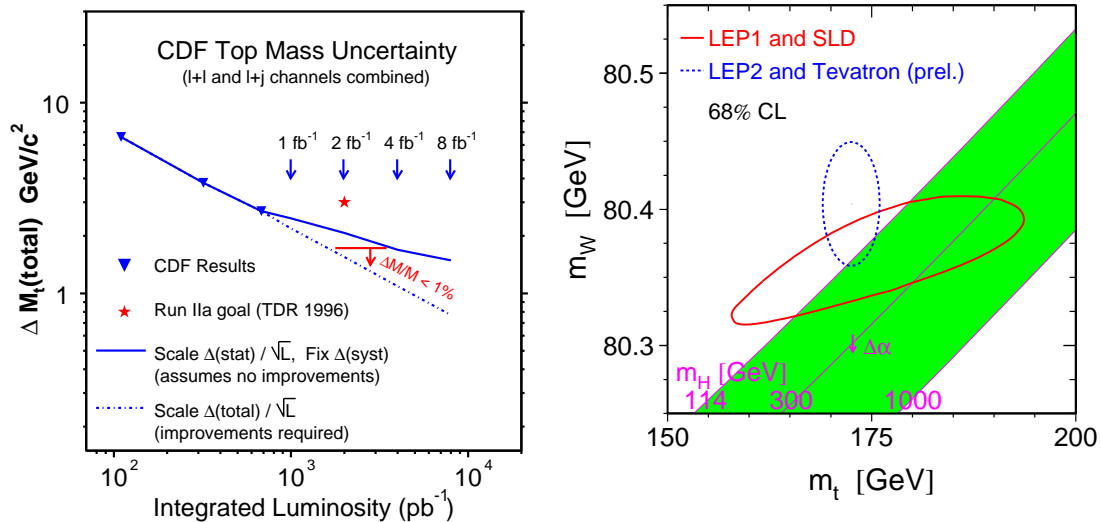 CDF Top Mass Uncertainty
(l+l and l+j channels combined)
10
1
Δ Mₜ(total) GeV/c²
1 fb⁻¹ 2 fb⁻¹ 4 fb⁻¹ 8 fb⁻¹
ΔM/M < 1%
CDF Results
Run IIa goal (TDR 1996)
Scale Δ(stat) / √L, Fix Δ(syst)
(assumes no improvements)
Scale Δ(total) / √L
(improvements required)
10² 10³ 10⁴
Integrated Luminosity (pb⁻¹)
LEP1 and SLD
LEP2 and Tevatron (prel.)
68% CL
80.5
80.4
80.3
m_W [GeV]
Δα
m_H [GeV]
114 300 1000
150 175 200
mₜ [GeV]